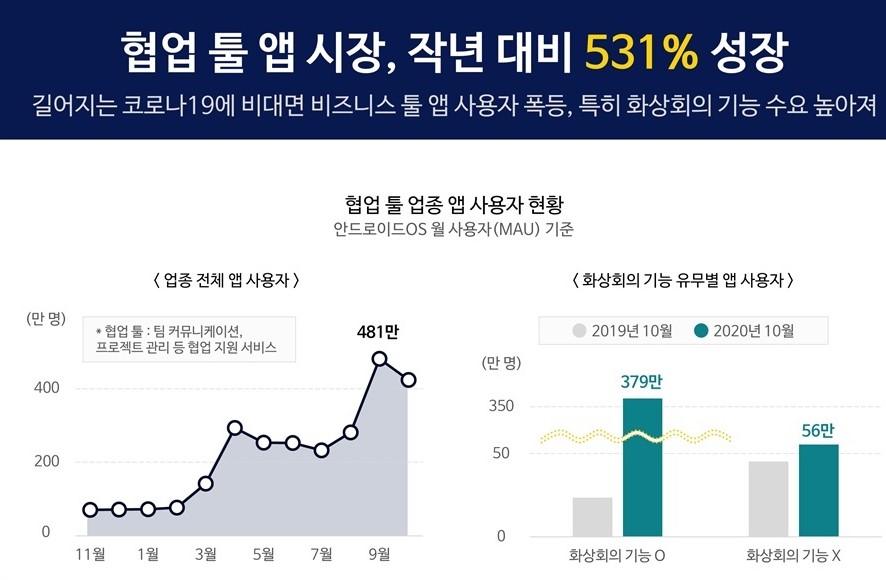 협업 툴 앱 시장, 작년 대비 531% 성장
길어지는 코로나19에 비대면 비즈니스 툴 앱 사용자 폭등, 특히 화상회의 기능 수요 높아져
협업 툴 업종 앱 사용자 현황
안드로이드OS 월 사용자(MAU) 기준
< 업종 전체 앱 사용자 >
(만 명)
* 협업 툴 : 팀 커뮤니케이션,
프로젝트 관리 등 협업 지원 서비스
481만
400
200
0
11월 1월 3월 5월 7월 9월
< 화상회의 기능 유무별 앱 사용자 >
2019년 10월 2020년 10월
(만 명)
379만
350
56만
50
0
화상회의 기능 O 화상회의 기능 X